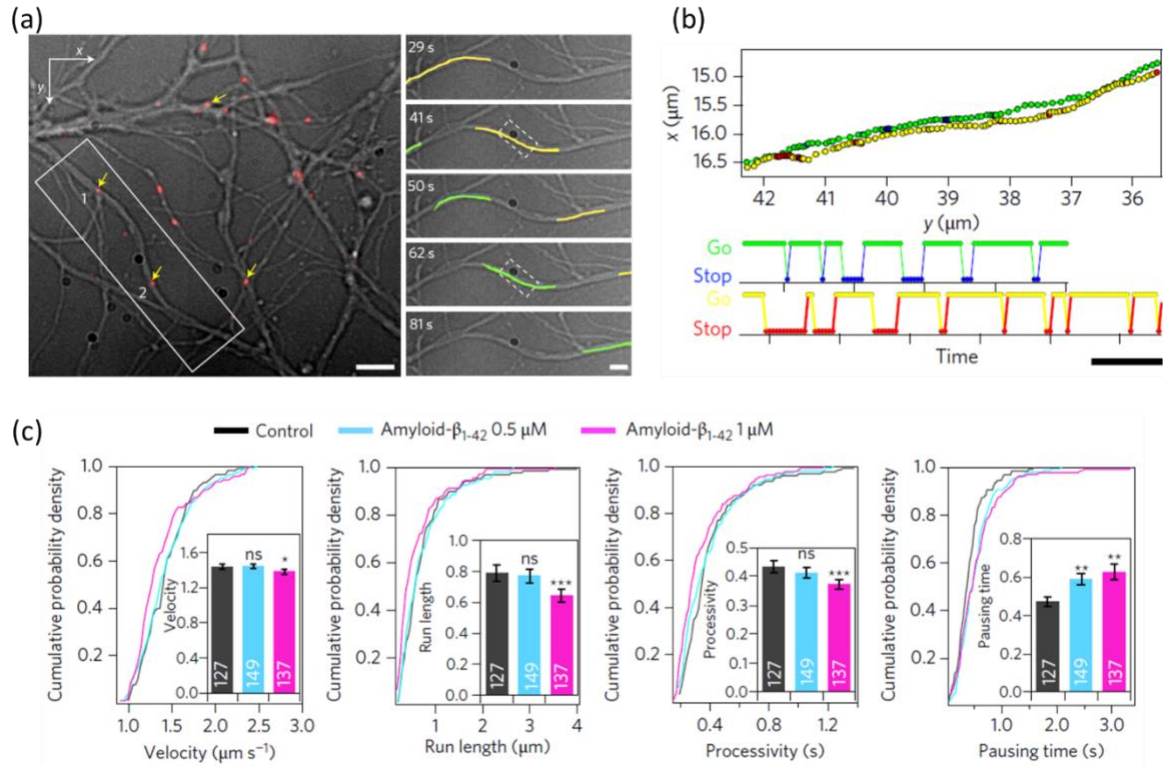 (a)
x
y
1
2
29 s
41 s
50 s
62 s
81 s
(b)
x (μm)
15.0
15.5
16.0
16.5
42 41 40 39 38 37 36
y (μm)
Go
Stop
Go
Stop
Time
(c)
Control Amyloid-β1-42 0.5 μM Amyloid-β1-42 1 μM
Cumulative probability density
1.0
0.8
0.6
0.4
0.2
Velocity
1.6
1.2
0.8
0.4
0.0
ns
*
127 149 137
1.0 1.5 2.0 2.5 3.0
Velocity (μm s−1)
Cumulative probability density
1.0
0.8
0.6
0.4
0.2
Run length
1.0
0.8
0.6
0.4
0.2
0.0
ns
***
127 149 137
1 2 3 4
Run length (μm)
Cumulative probability density
1.0
0.8
0.6
0.4
0.2
Processivity
0.5
0.4
0.3
0.2
0.1
0.0
ns
***
127 149 137
0.4 0.8 1.2
Processivity (s)
Cumulative probability density
1.0
0.8
0.6
0.4
0.2
Pausing time
0.8
0.6
0.4
0.2
0.0
**
**
127 149 137
1.0 2.0 3.0
Pausing time (s)